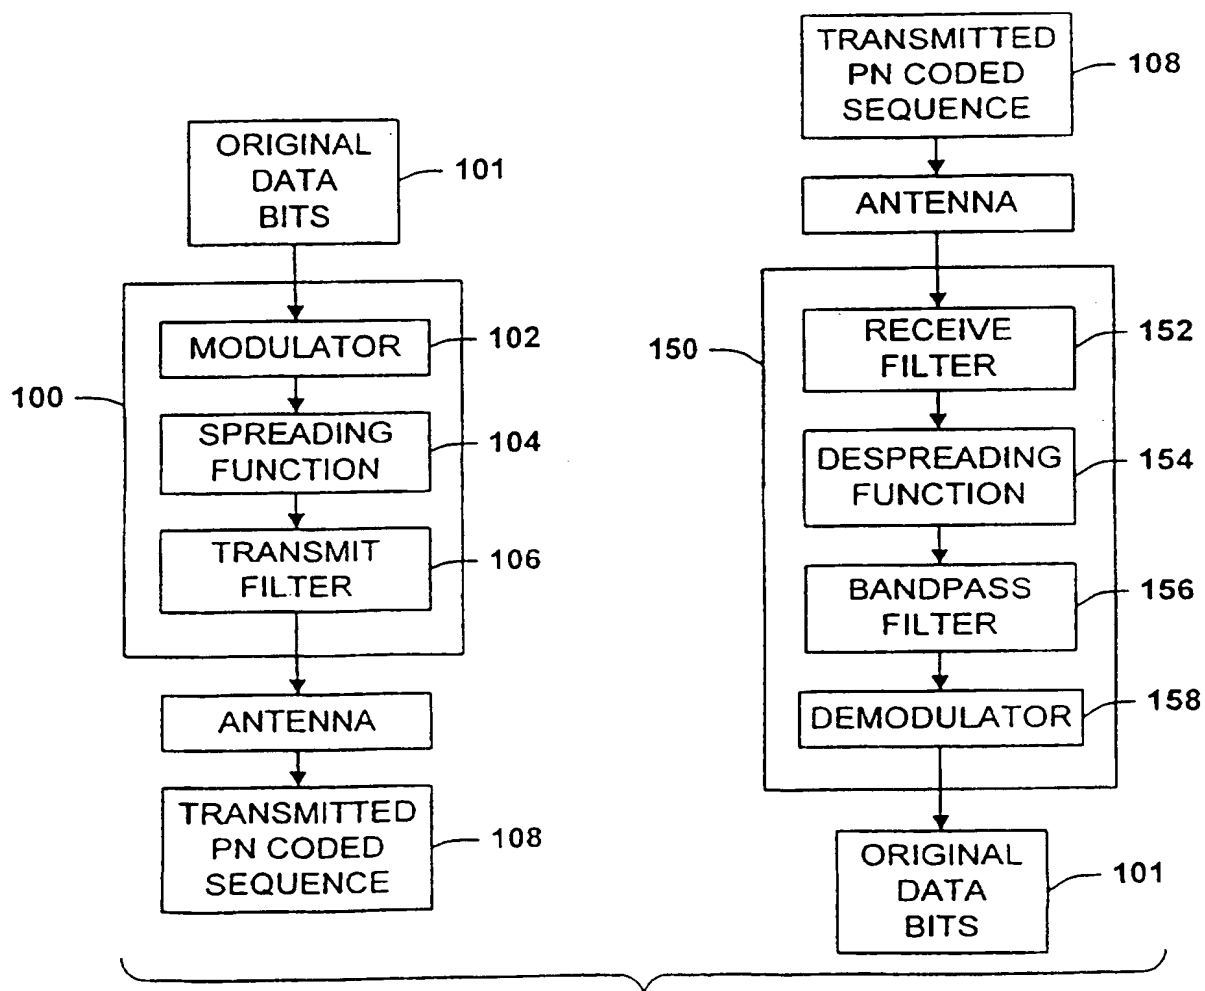 ORIGINAL
DATA
BITS
101
100
MODULATOR
102
SPREADING
FUNCTION
104
TRANSMIT
FILTER
106
ANTENNA
TRANSMITTED
PN CODED
SEQUENCE
108
TRANSMITTED
PN CODED
SEQUENCE
108
ANTENNA
150
RECEIVE
FILTER
152
DESPREADING
FUNCTION
154
BANDPASS
FILTER
156
DEMODULATOR
158
ORIGINAL
DATA
BITS
101